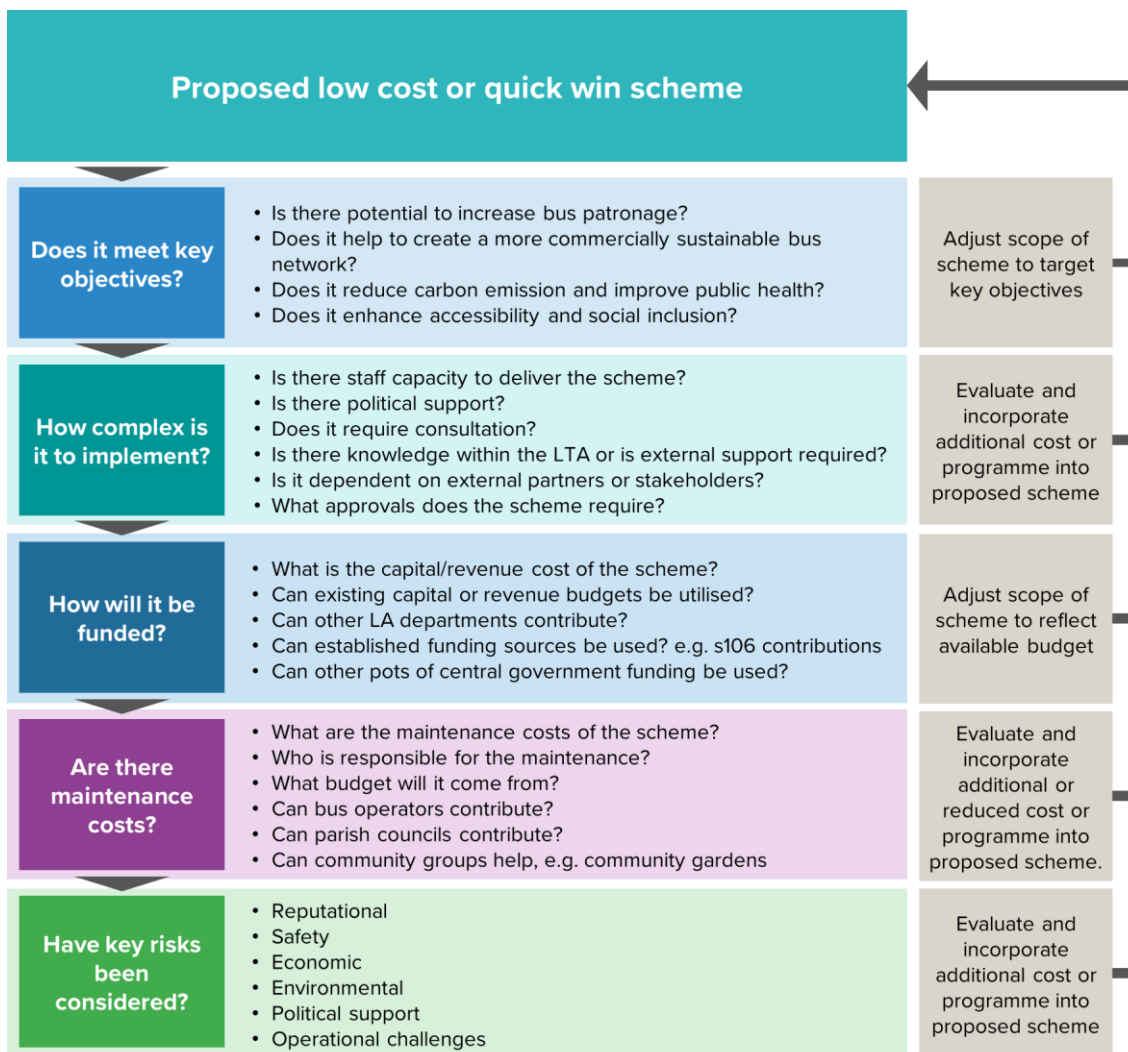 Proposed low cost or quick win scheme
Does it meet key
objectives?
• Is there potential to increase bus patronage?
• Does it help to create a more commercially sustainable bus
network?
• Does it reduce carbon emission and improve public health?
• Does it enhance accessibility and social inclusion?
Adjust scope of
scheme to target
key objectives
How complex is
it to implement?
• Is there staff capacity to deliver the scheme?
• Is there political support?
• Does it require consultation?
• Is there knowledge within the LTA or is external support required?
• Is it dependent on external partners or stakeholders?
• What approvals does the scheme require?
Evaluate and
incorporate
additional cost or
programme into
proposed scheme
How will it be
funded?
• What is the capital/revenue cost of the scheme?
• Can existing capital or revenue budgets be utilised?
• Can other LA departments contribute?
• Can established funding sources be used? e.g. s106 contributions
• Can other pots of central government funding be used?
Adjust scope of
scheme to reflect
available budget
Are there
maintenance
costs?
• What are the maintenance costs of the scheme?
• Who is responsible for the maintenance?
• What budget will it come from?
• Can bus operators contribute?
• Can parish councils contribute?
• Can community groups help, e.g. community gardens
Evaluate and
incorporate
additional or
reduced cost or
programme into
proposed scheme.
Have key risks
been
considered?
• Reputational
• Safety
• Economic
• Environmental
• Political support
• Operational challenges
Evaluate and
incorporate
additional cost or
programme into
proposed scheme